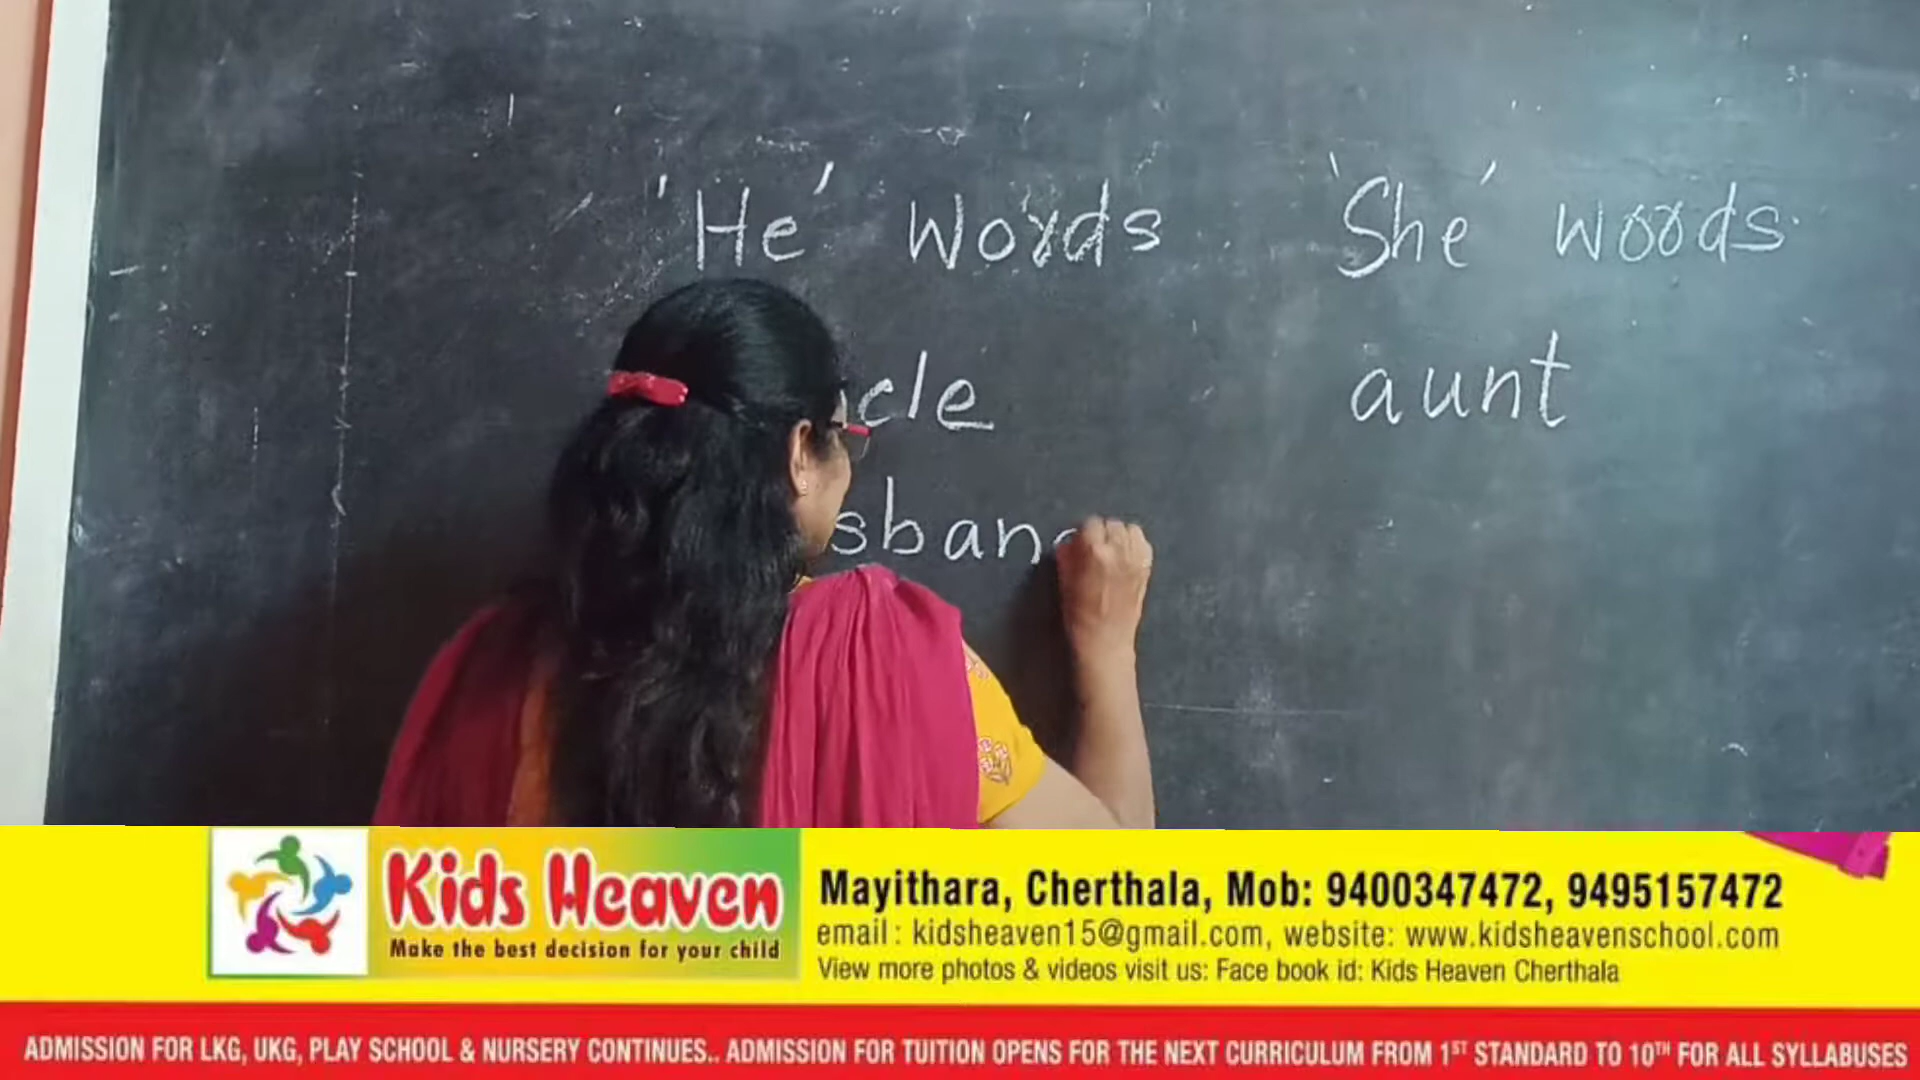 'He' Words 'She' words
cle aunt
sban
Kids Heaven
Make the best decision for your child
Mayithara, Cherthala, Mob: 9400347472, 9495157472
email : kidsheaven15@gmail.com, website: www.kidsheavenschool.com
View more photos & videos visit us: Face book id: Kids Heaven Cherthala
ADMISSION FOR LKG, UKG, PLAY SCHOOL & NURSERY CONTINUES.. ADMISSION FOR TUITION OPENS FOR THE NEXT CURRICULUM FROM 1ST STANDARD TO 10TH FOR ALL SYLLABUSES